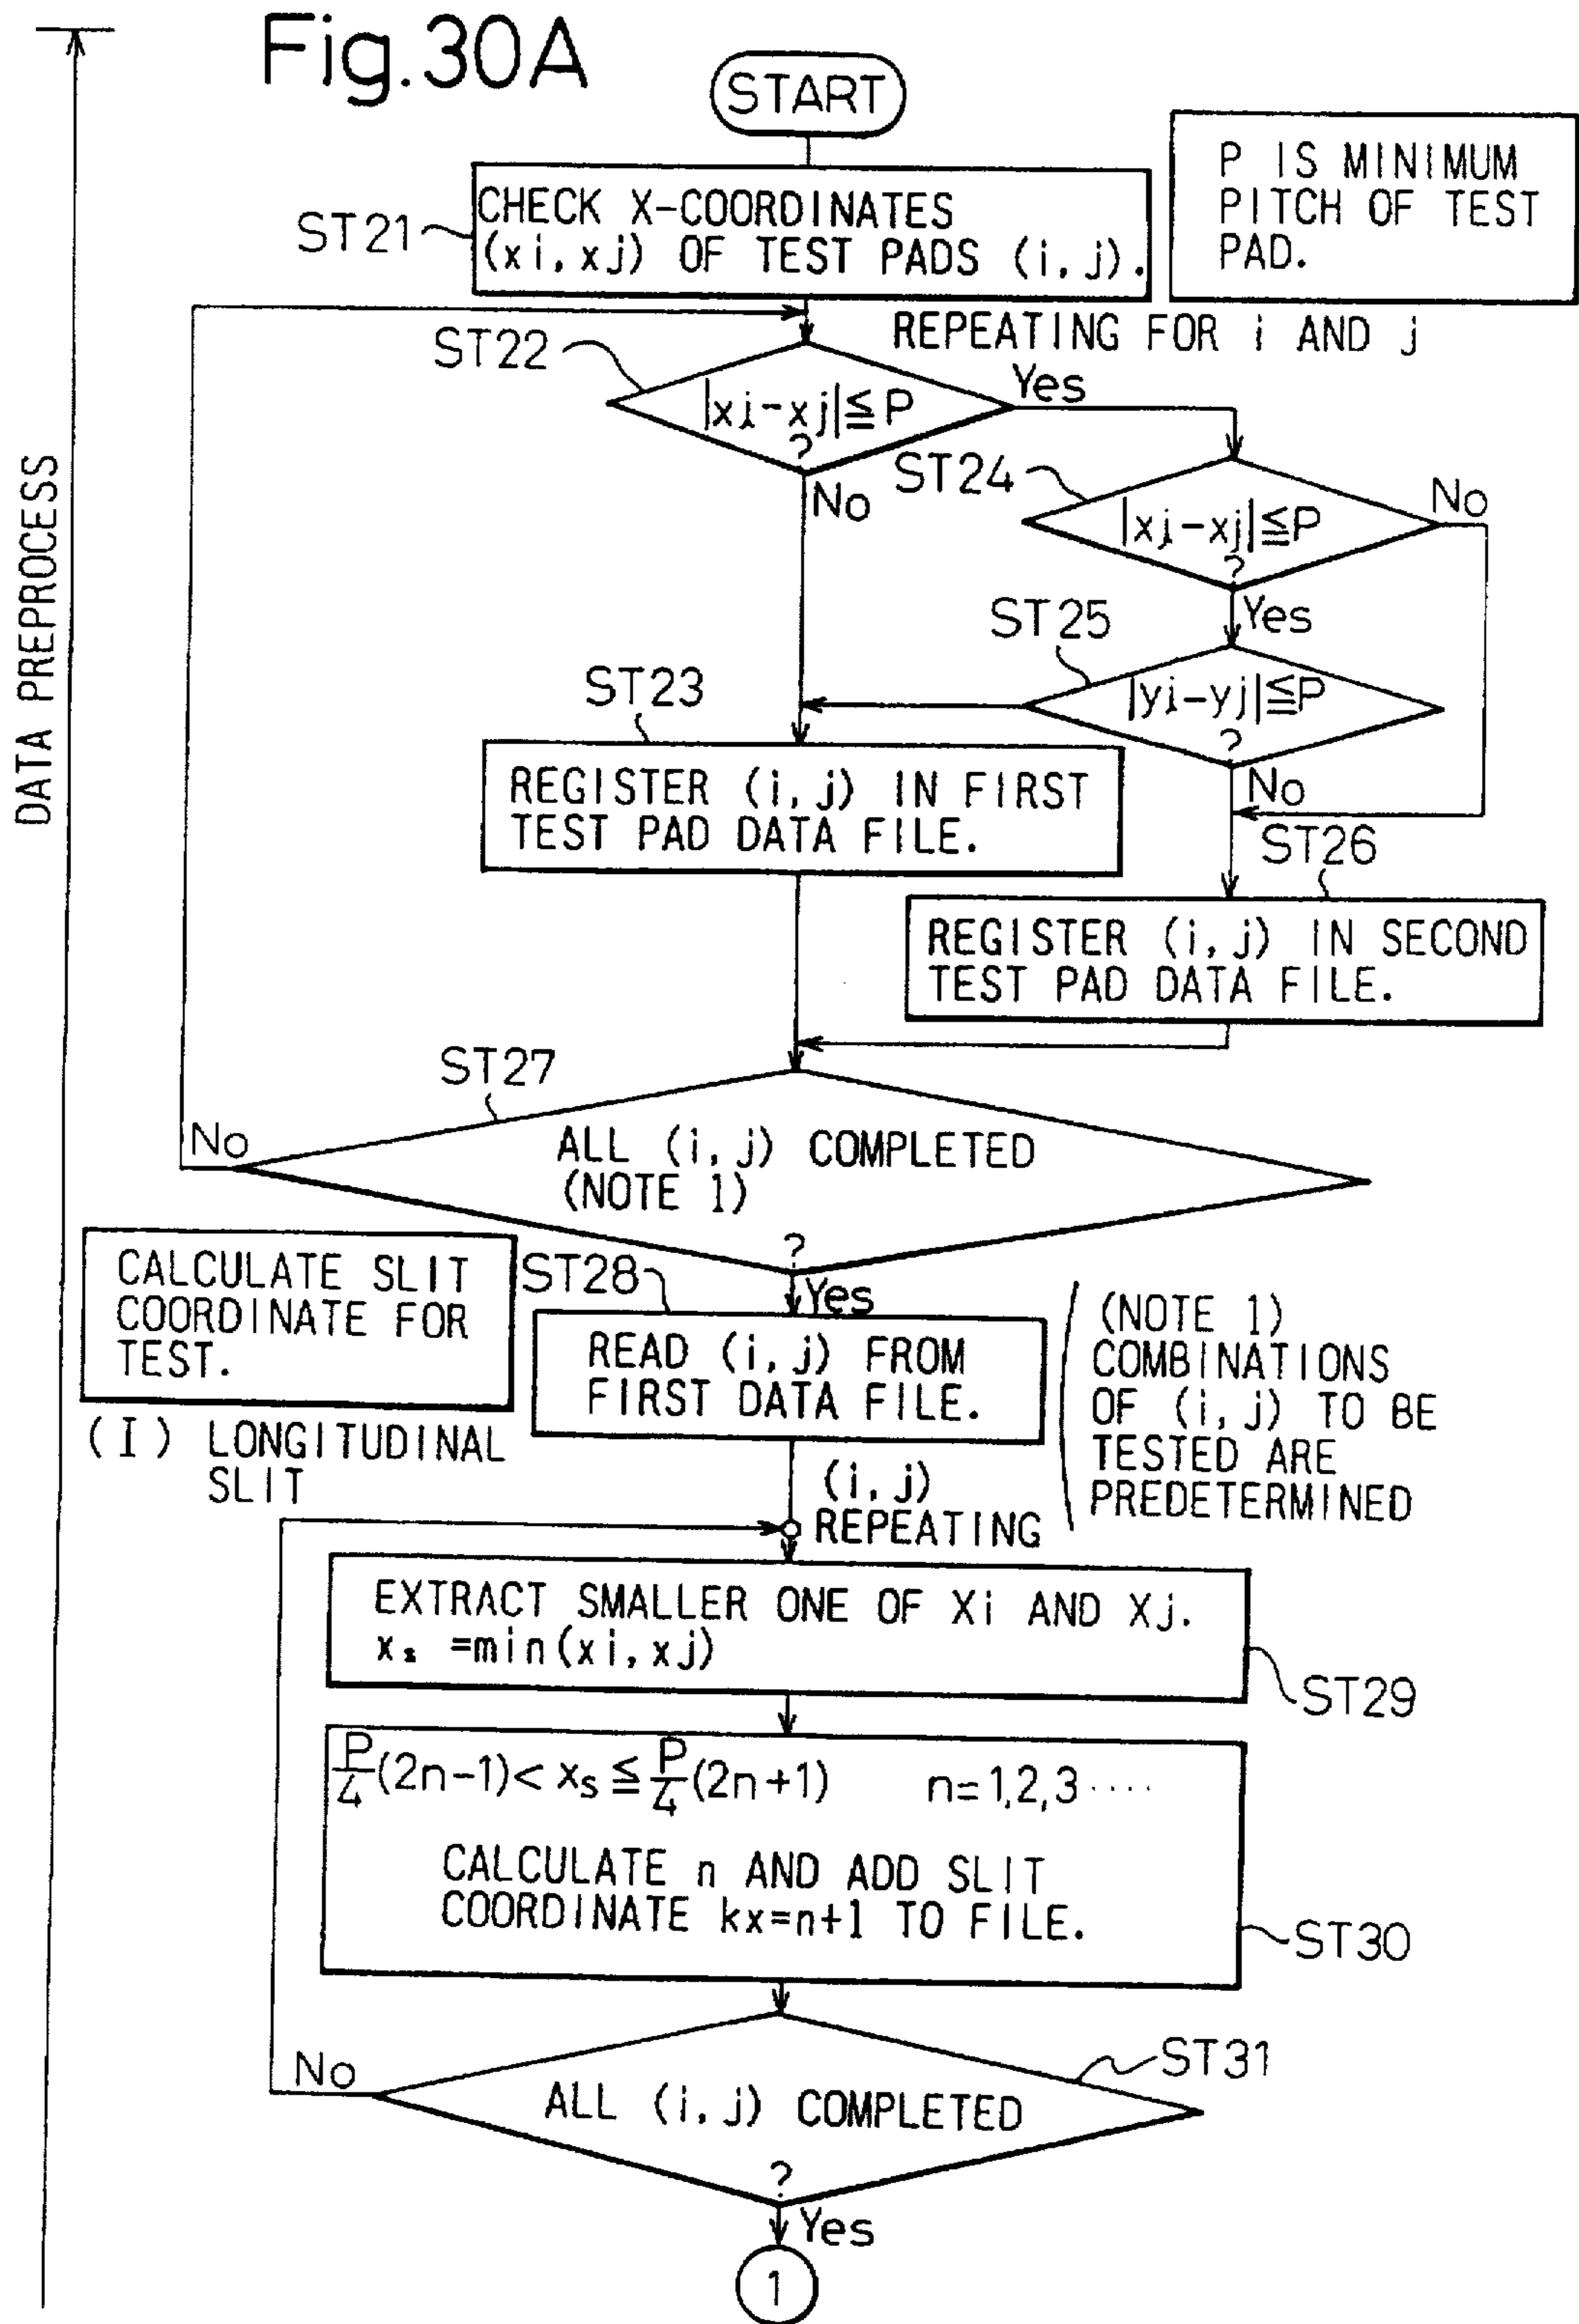 Fig.30A
START
P IS MINIMUM
PITCH OF TEST
PAD.
ST21
CHECK X-COORDINATES
(xi, xj) OF TEST PADS (i, j).
REPEATING FOR i AND j
ST22
|xi-xj|≦P
?
Yes
No
ST24
|xj-xj|≦P
?
No
Yes
ST25
|yi-yj|≦P
?
No
ST23
REGISTER (i, j) IN FIRST
TEST PAD DATA FILE.
ST26
REGISTER (i, j) IN SECOND
TEST PAD DATA FILE.
DATA PREPROCESS
ST27
No
ALL (i, j) COMPLETED
(NOTE 1)
?
Yes
CALCULATE SLIT
COORDINATE FOR
TEST.
(I) LONGITUDINAL
SLIT
ST28
READ (i, j) FROM
FIRST DATA FILE.
(NOTE 1)
COMBINATIONS
OF (i, j) TO BE
TESTED ARE
PREDETERMINED
(i, j)
REPEATING
EXTRACT SMALLER ONE OF Xi AND Xj.
xs =min(xi, xj)
ST29
P/4(2n-1)< xs ≦ P/4(2n+1) n=1,2,3 ····
CALCULATE n AND ADD SLIT
COORDINATE kx=n+1 TO FILE.
ST30
No
ALL (i, j) COMPLETED
?
ST31
Yes
1